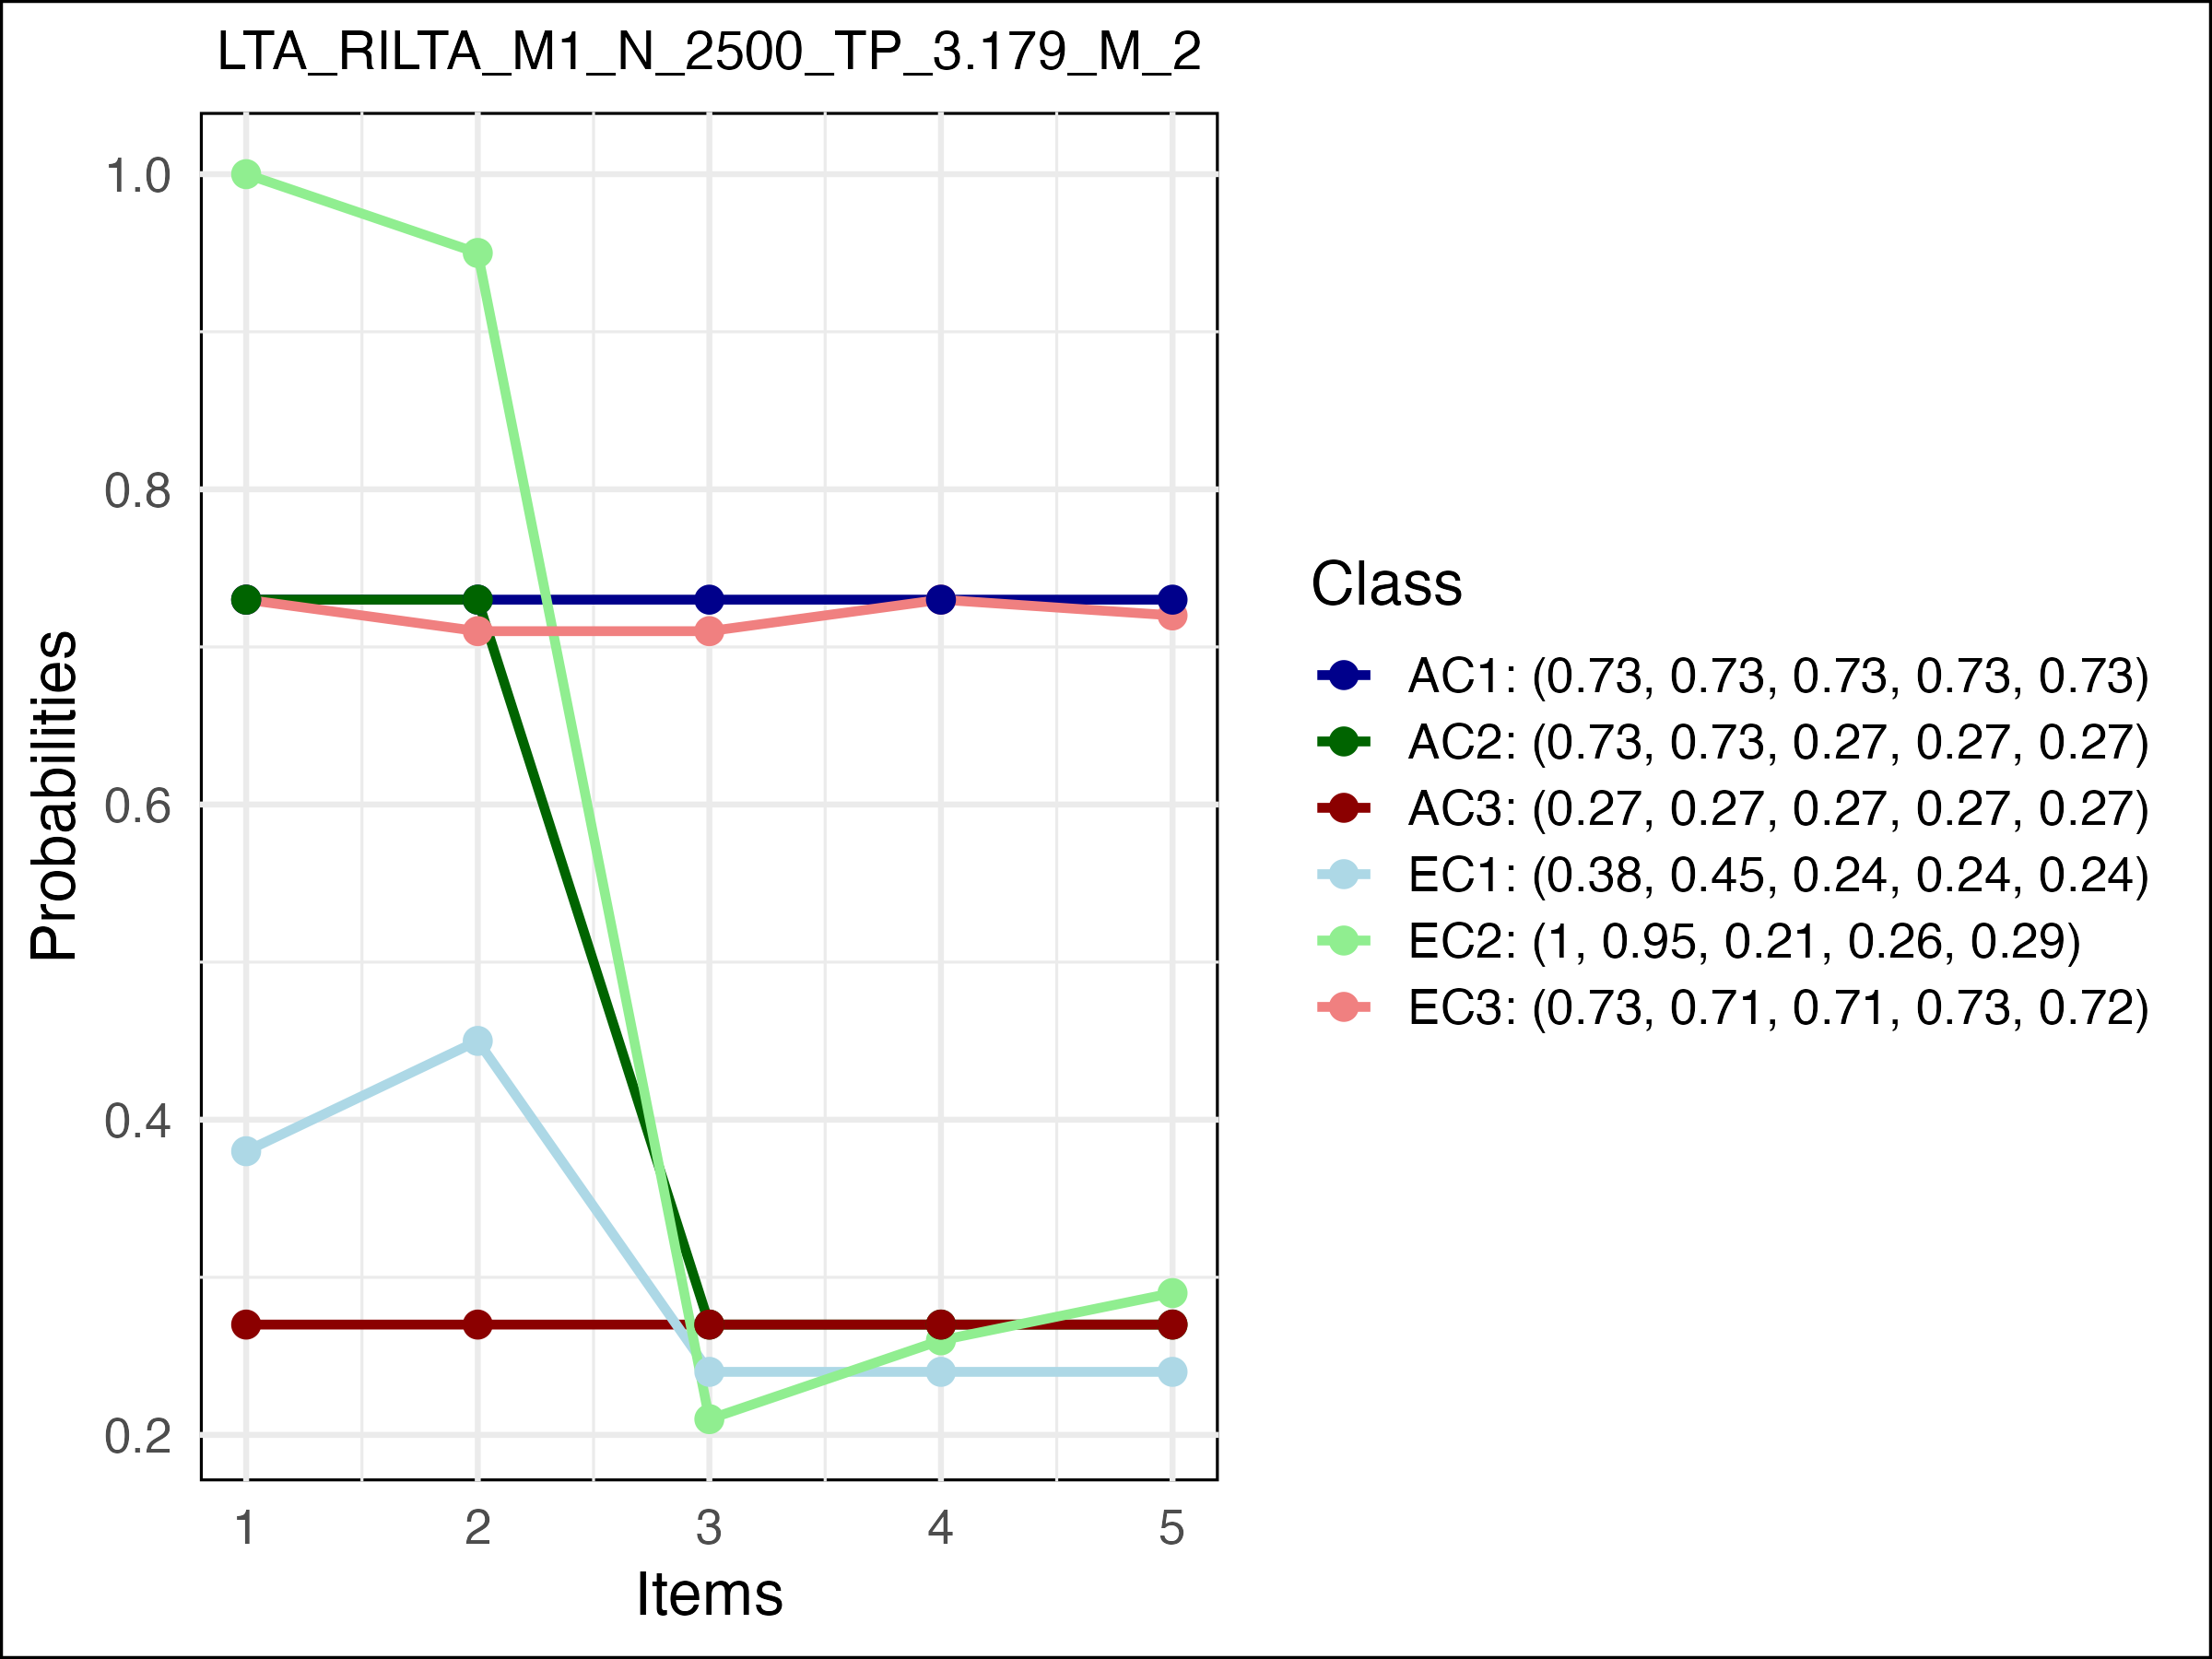 LTA_RILTA_M1_N_2500_TP_3.179_M_2
1.0
0.8
0.6
0.4
0.2
Probabilities
1 2 3 4 5
Items
Class
AC1: (0.73, 0.73, 0.73, 0.73, 0.73)
AC2: (0.73, 0.73, 0.27, 0.27, 0.27)
AC3: (0.27, 0.27, 0.27, 0.27, 0.27)
EC1: (0.38, 0.45, 0.24, 0.24, 0.24)
EC2: (1, 0.95, 0.21, 0.26, 0.29)
EC3: (0.73, 0.71, 0.71, 0.73, 0.72)